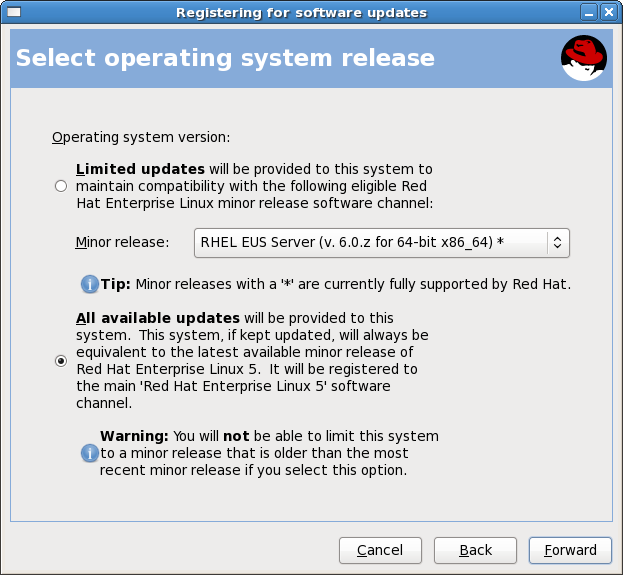 Registering for software updates
Select operating system release
Operating system version:
Limited updates will be provided to this system to
maintain compatibility with the following eligible Red
Hat Enterprise Linux minor release software channel:
Minor release: RHEL EUS Server (v. 6.0.z for 64-bit x86_64) *
Tip: Minor releases with a '*' are currently fully supported by Red Hat.
All available updates will be provided to this
system.  This system, if kept updated, will always be
equivalent to the latest available minor release of
Red Hat Enterprise Linux 5.  It will be registered to
the main 'Red Hat Enterprise Linux 5' software
channel.
Warning: You will not be able to limit this system
to a minor release that is older than the most
recent minor release if you select this option.
Cancel Back Forward